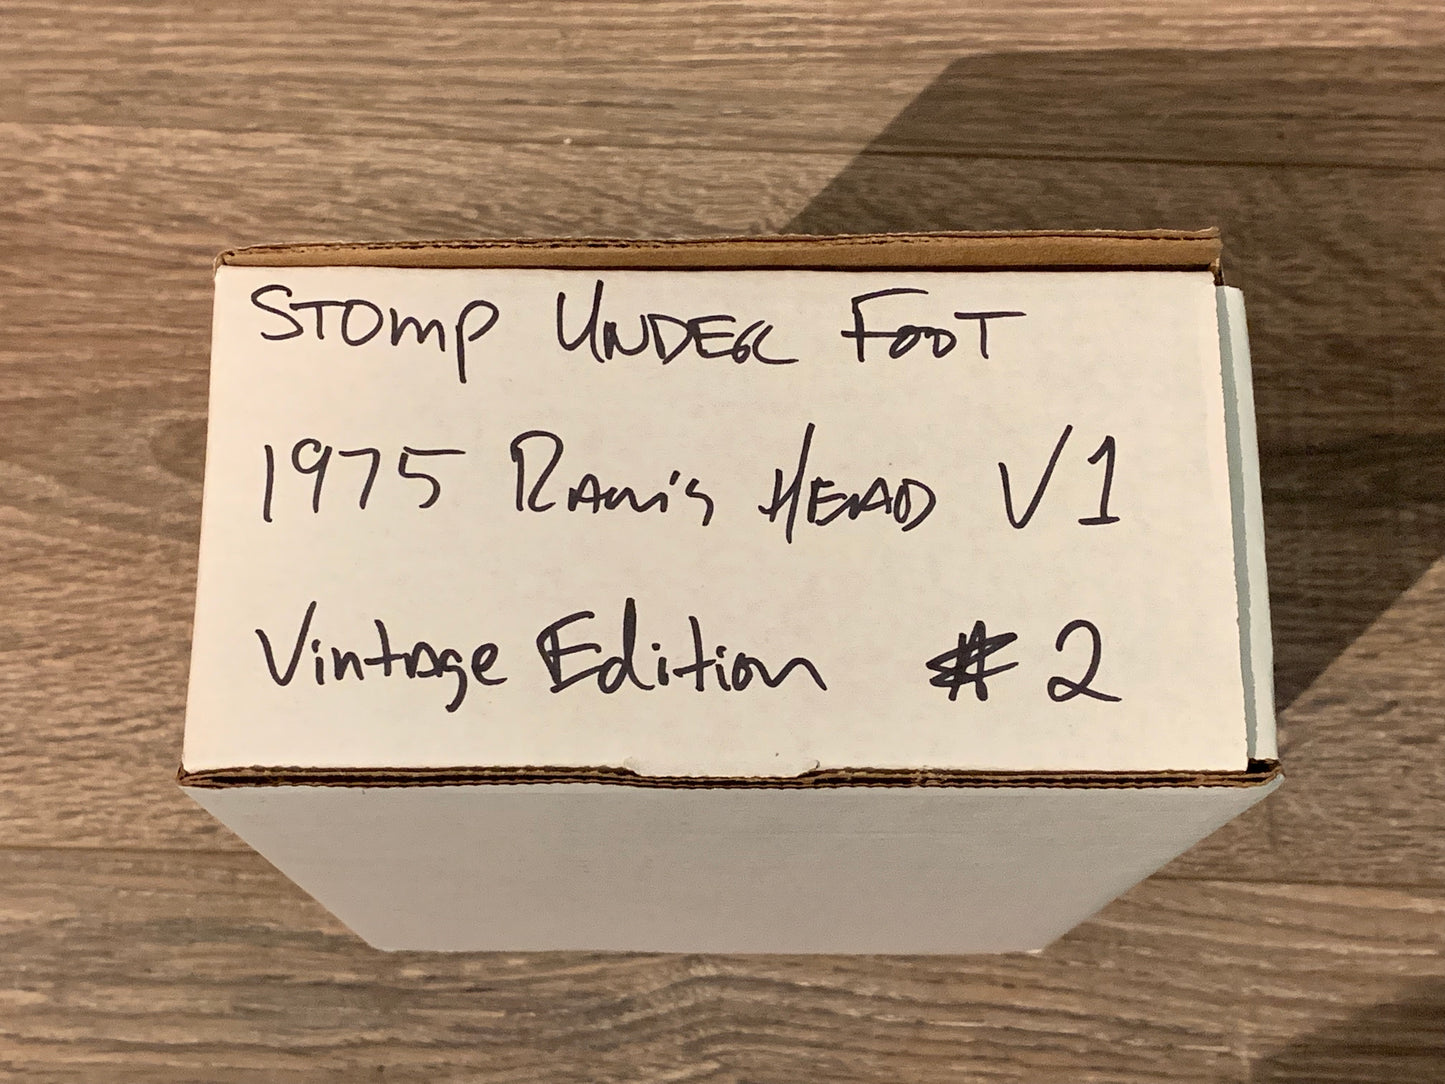 STOMP UNDER FOOT
1975 RAM'S HEAD V1
Vintage Edition # 2